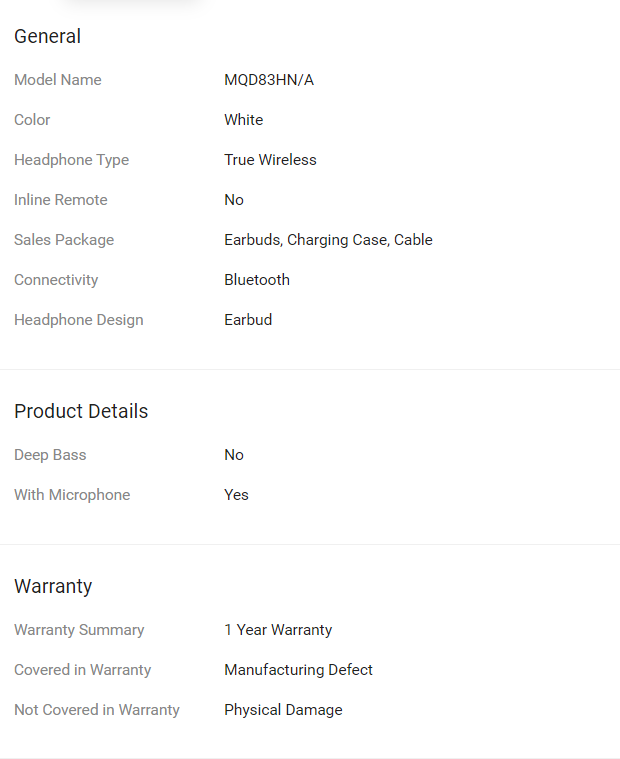 General
Model Name MQD83HN/A
Color White
Headphone Type True Wireless
Inline Remote No
Sales Package Earbuds, Charging Case, Cable
Connectivity Bluetooth
Headphone Design Earbud
Product Details
Deep Bass No
With Microphone Yes
Warranty
Warranty Summary 1 Year Warranty
Covered in Warranty Manufacturing Defect
Not Covered in Warranty Physical Damage